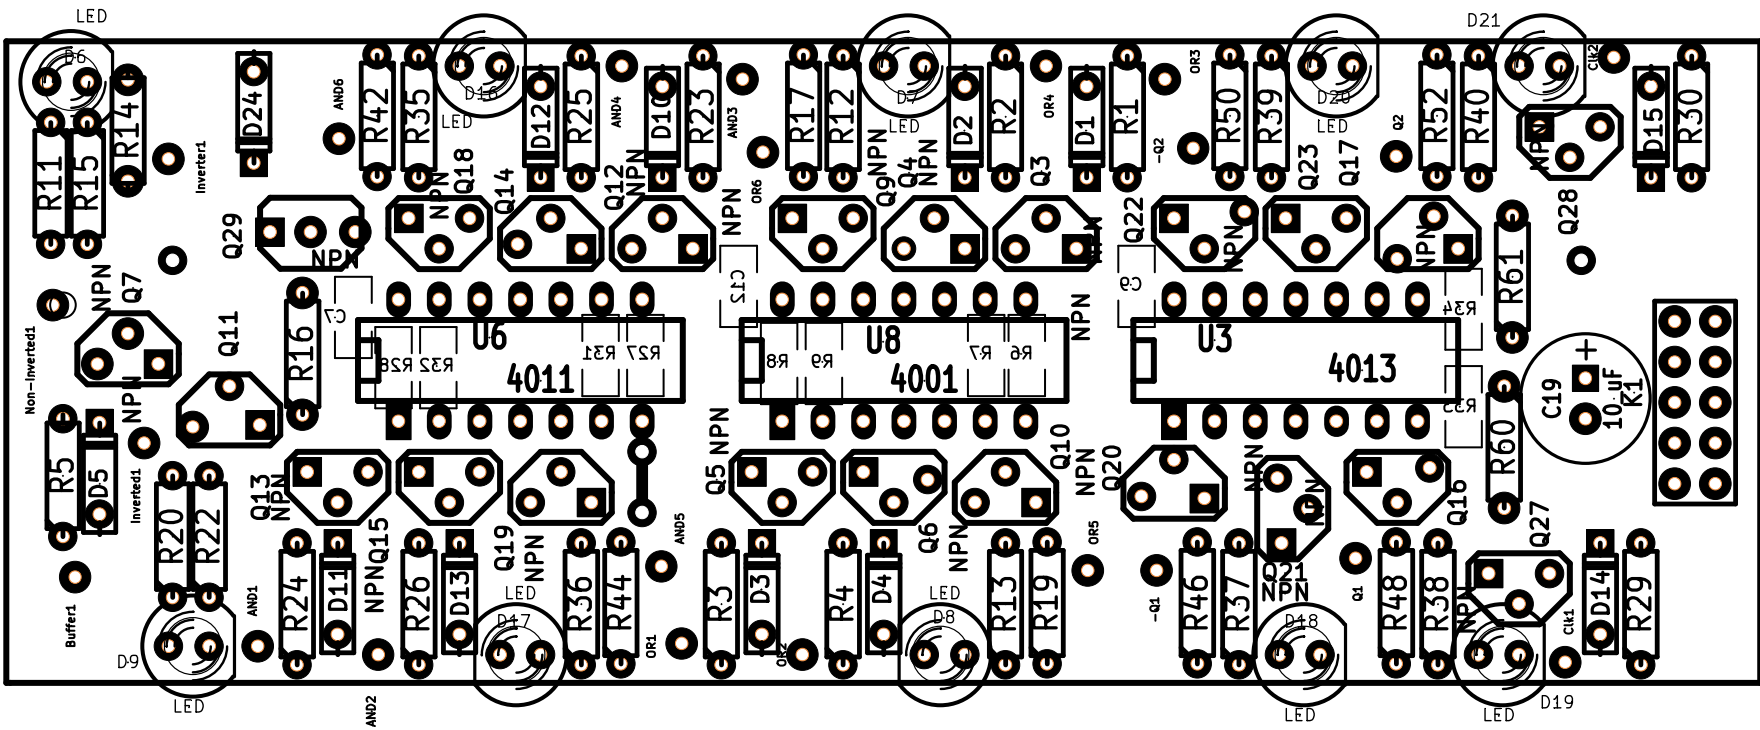 LED
D6
R11
R15
R14
Inverter1
D24
Q29
NPN
AND6
R42
R35
D16
LED
NPN
Q18
Q14
D12
R25
AND4
Q12
NPN
D10
R23
AND3
NPN
OR6
R17
R12
D7
LED
NPN
Q9
Q4
NPN
D2
R2
Q3
OR4
D1
R1
NPN
-Q2
OR3
Q22
R50
NPN
R39
Q23
D20
LED
Q17
Q2
R52
NPN
R40
D21
LED
NPN
Q28
Clk2
D15
R30
Non-Inverted1
NPN
Q7
NPN
Q11
R16
C7
R28
R32
U6
4011
R31
R27
C12
R8
R9
U8
4001
R7
R6
NPN
C9
U3
4013
R34
R33
R61
R60
C19
+
10 uF
K1
R5
D5
Inverted1
Buffer1
R20
R22
D9
LED
AND1
Q13
NPN
R24
D11
NPN
Q15
AND2
R26
D13
Q19
NPN
LED
D17
R36
R44
OR1
AND5
Q5
NPN
R3
D3
OR2
R4
D4
Q6
NPN
LED
D8
R13
R19
Q10
NPN
OR5
Q20
-Q1
R46
R37
NPN
NPN
Q21
NPN
D18
LED
Q1
R48
R38
Q16
NPN
Q27
D19
LED
Clk1
D14
R29